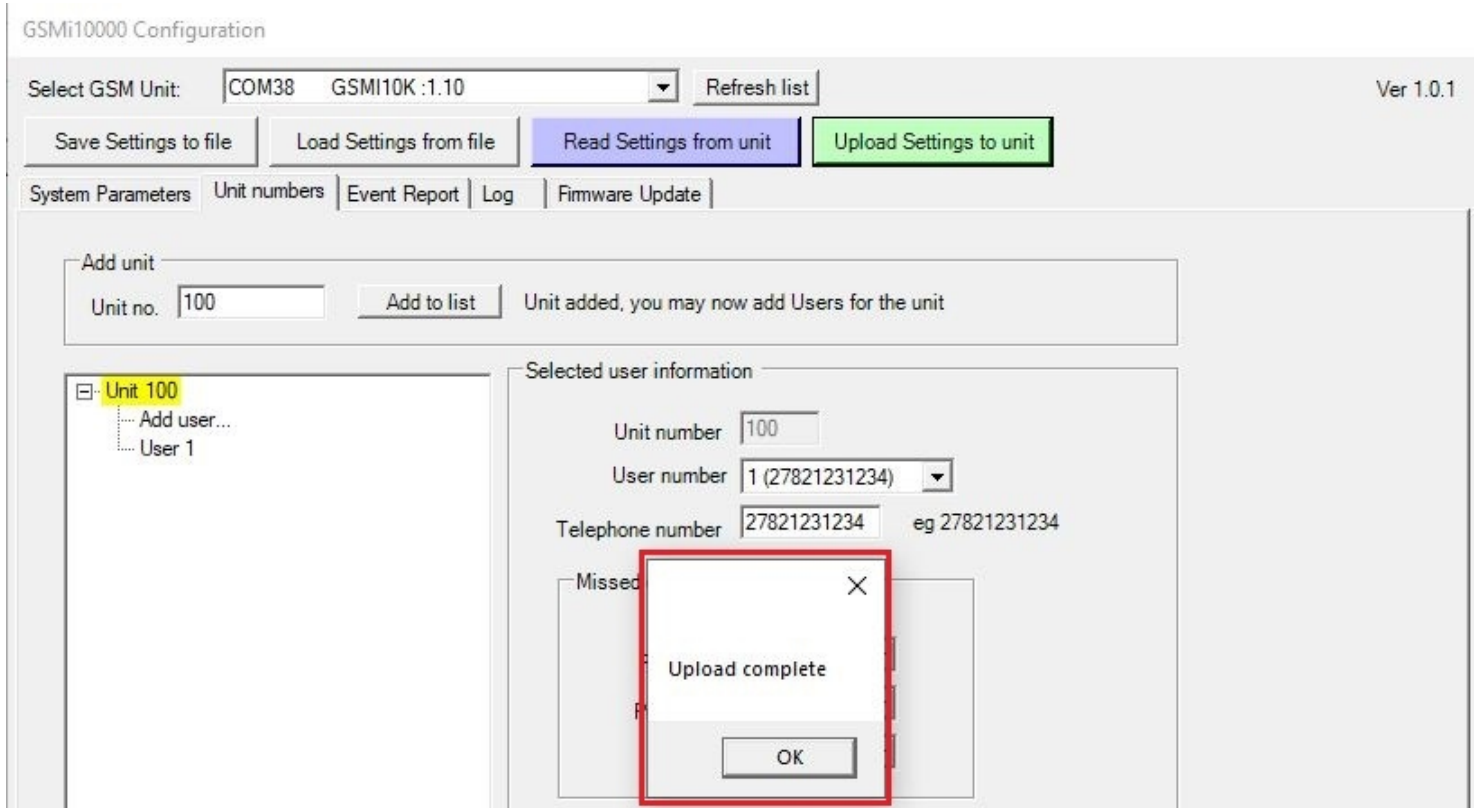 GSMi10000 Configuration
Select GSM Unit: COM38 GSMI10K :1.10 Refresh list Ver 1.0.1
Save Settings to file Load Settings from file Read Settings from unit Upload Settings to unit
System Parameters Unit numbers Event Report Log Firmware Update
Add unit
Unit no. 100 Add to list Unit added, you may now add Users for the unit
Unit 100
Add user...
User 1
Selected user information
Unit number 100
User number 1 (27821231234)
Telephone number 27821231234 eg 27821231234
Missed
Upload complete
OK